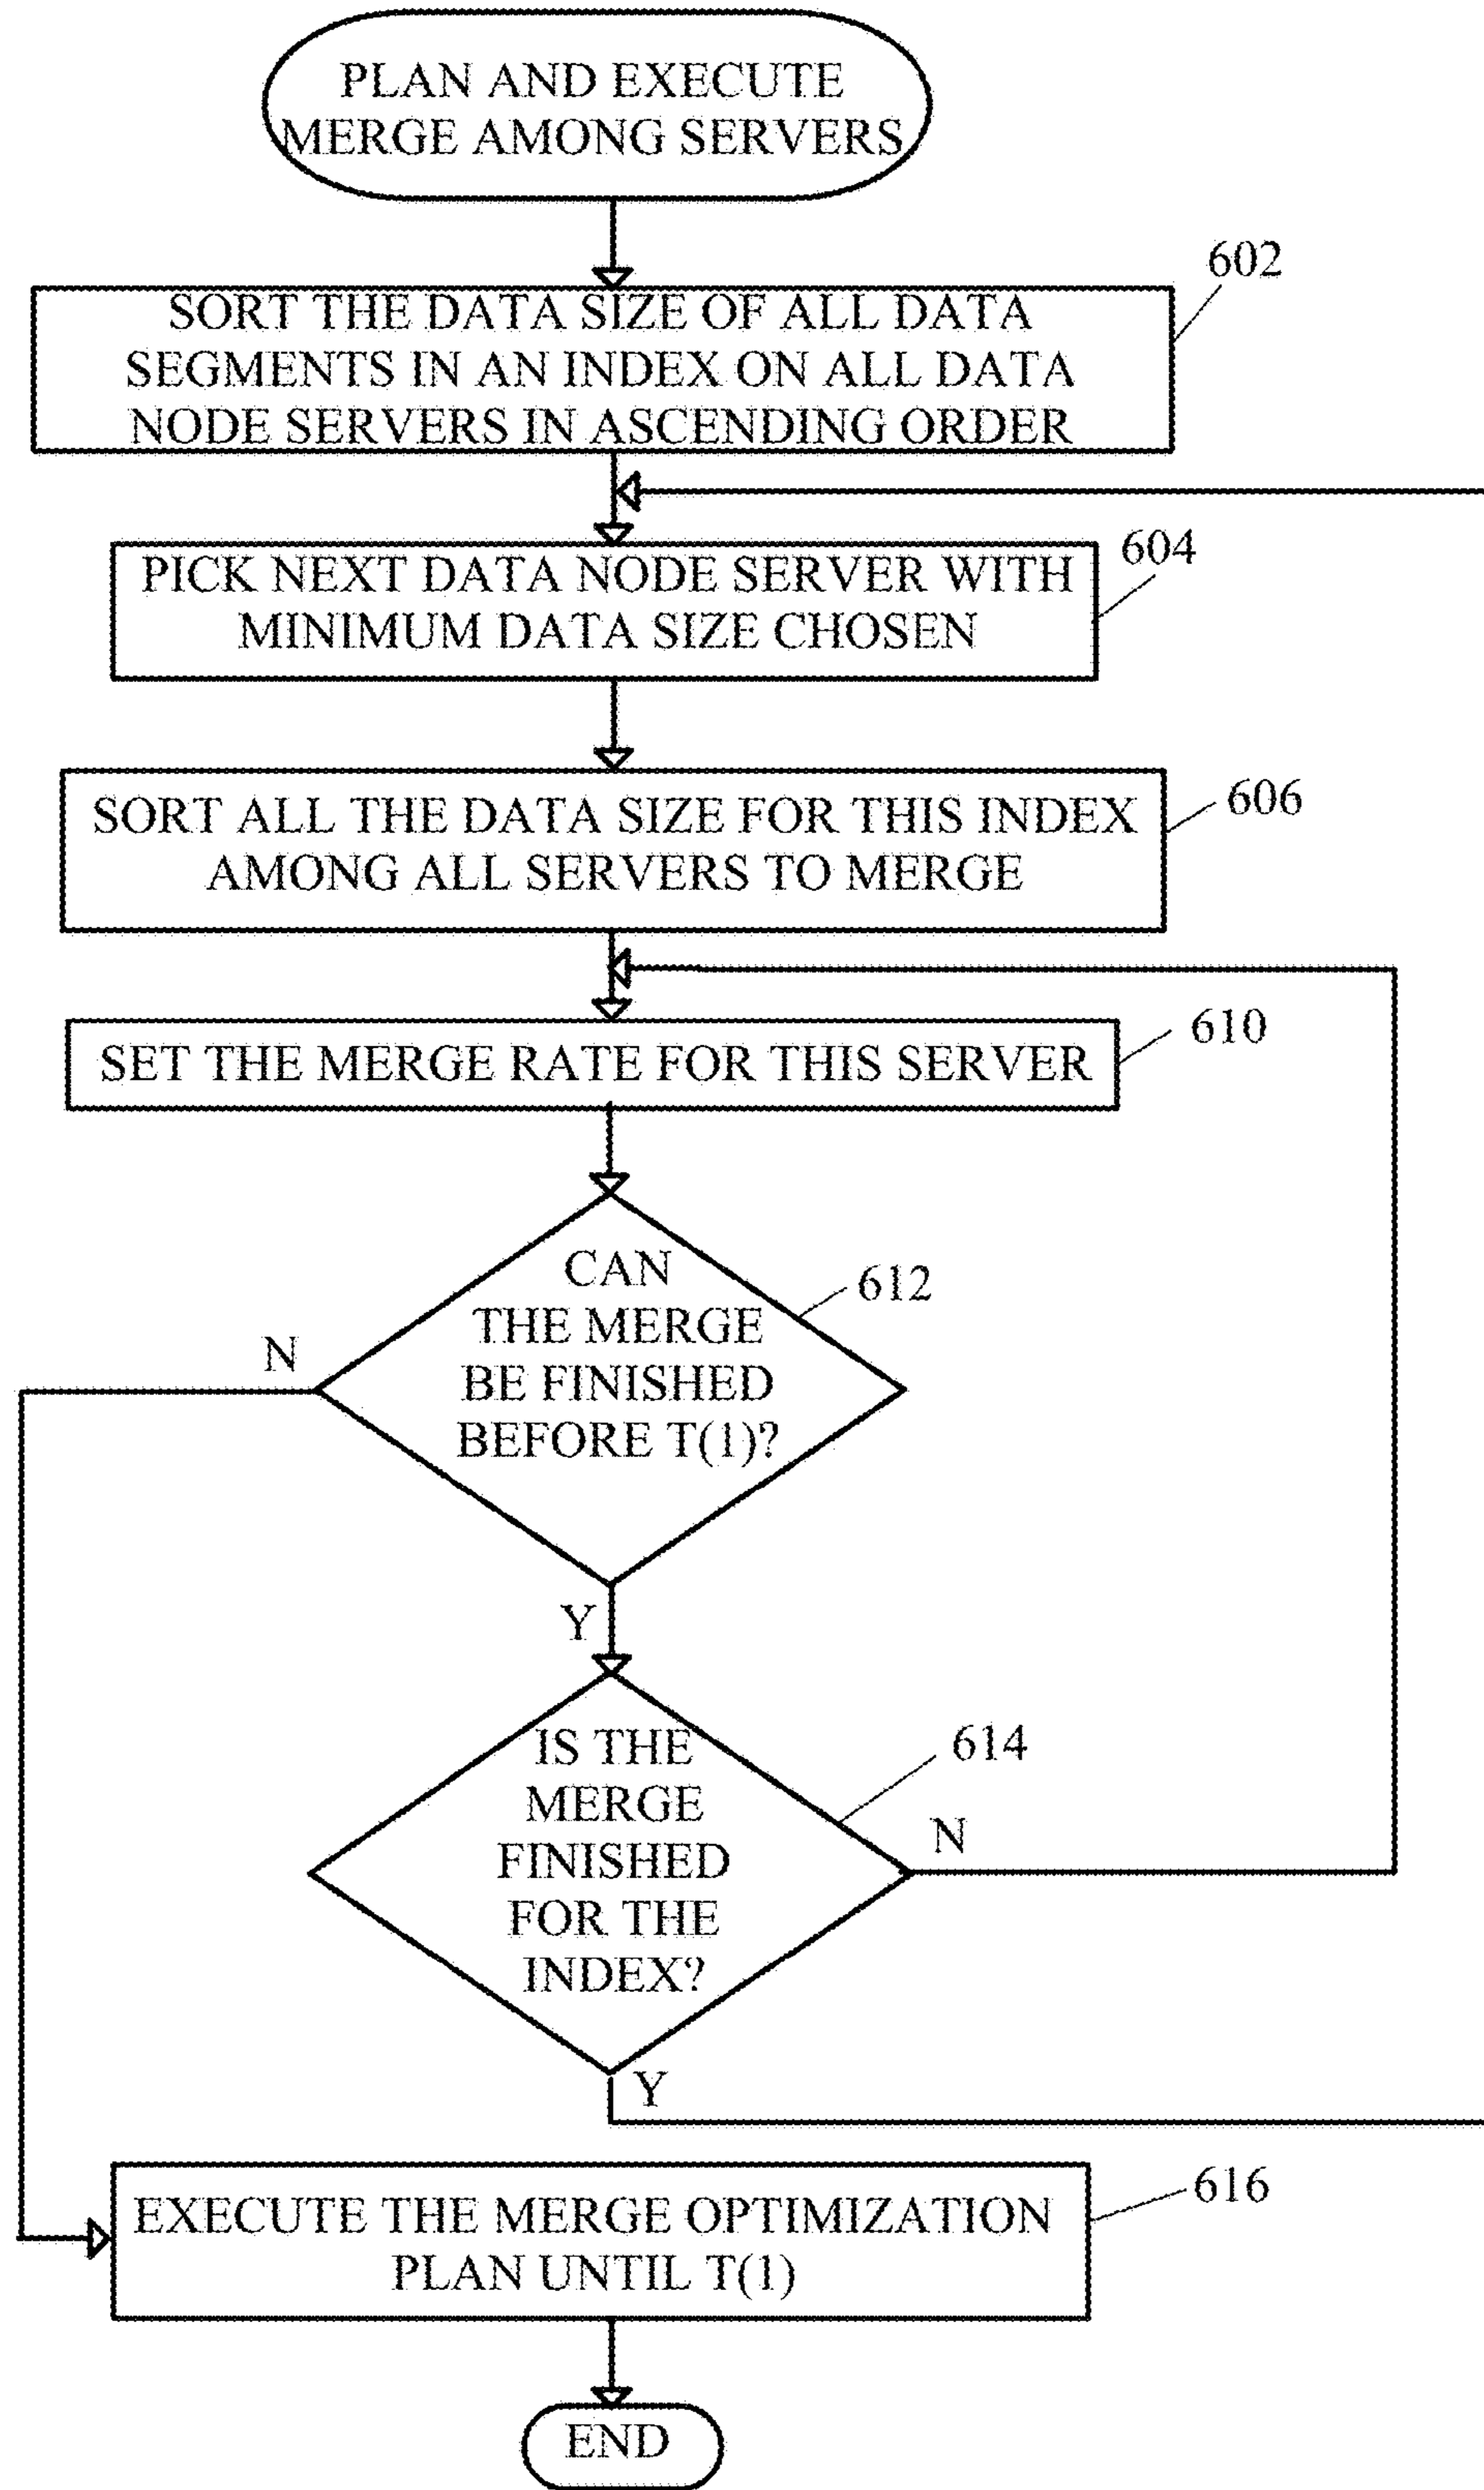 PLAN AND EXECUTE
MERGE AMONG SERVERS
602
SORT THE DATA SIZE OF ALL DATA
SEGMENTS IN AN INDEX ON ALL DATA
NODE SERVERS IN ASCENDING ORDER
604
PICK NEXT DATA NODE SERVER WITH
MINIMUM DATA SIZE CHOSEN
606
SORT ALL THE DATA SIZE FOR THIS INDEX
AMONG ALL SERVERS TO MERGE
610
SET THE MERGE RATE FOR THIS SERVER
CAN
THE MERGE
BE FINISHED
BEFORE T(1)?
612
N
Y
IS THE
MERGE
FINISHED
FOR THE
INDEX?
614
N
Y
616
EXECUTE THE MERGE OPTIMIZATION
PLAN UNTIL T(1)
END